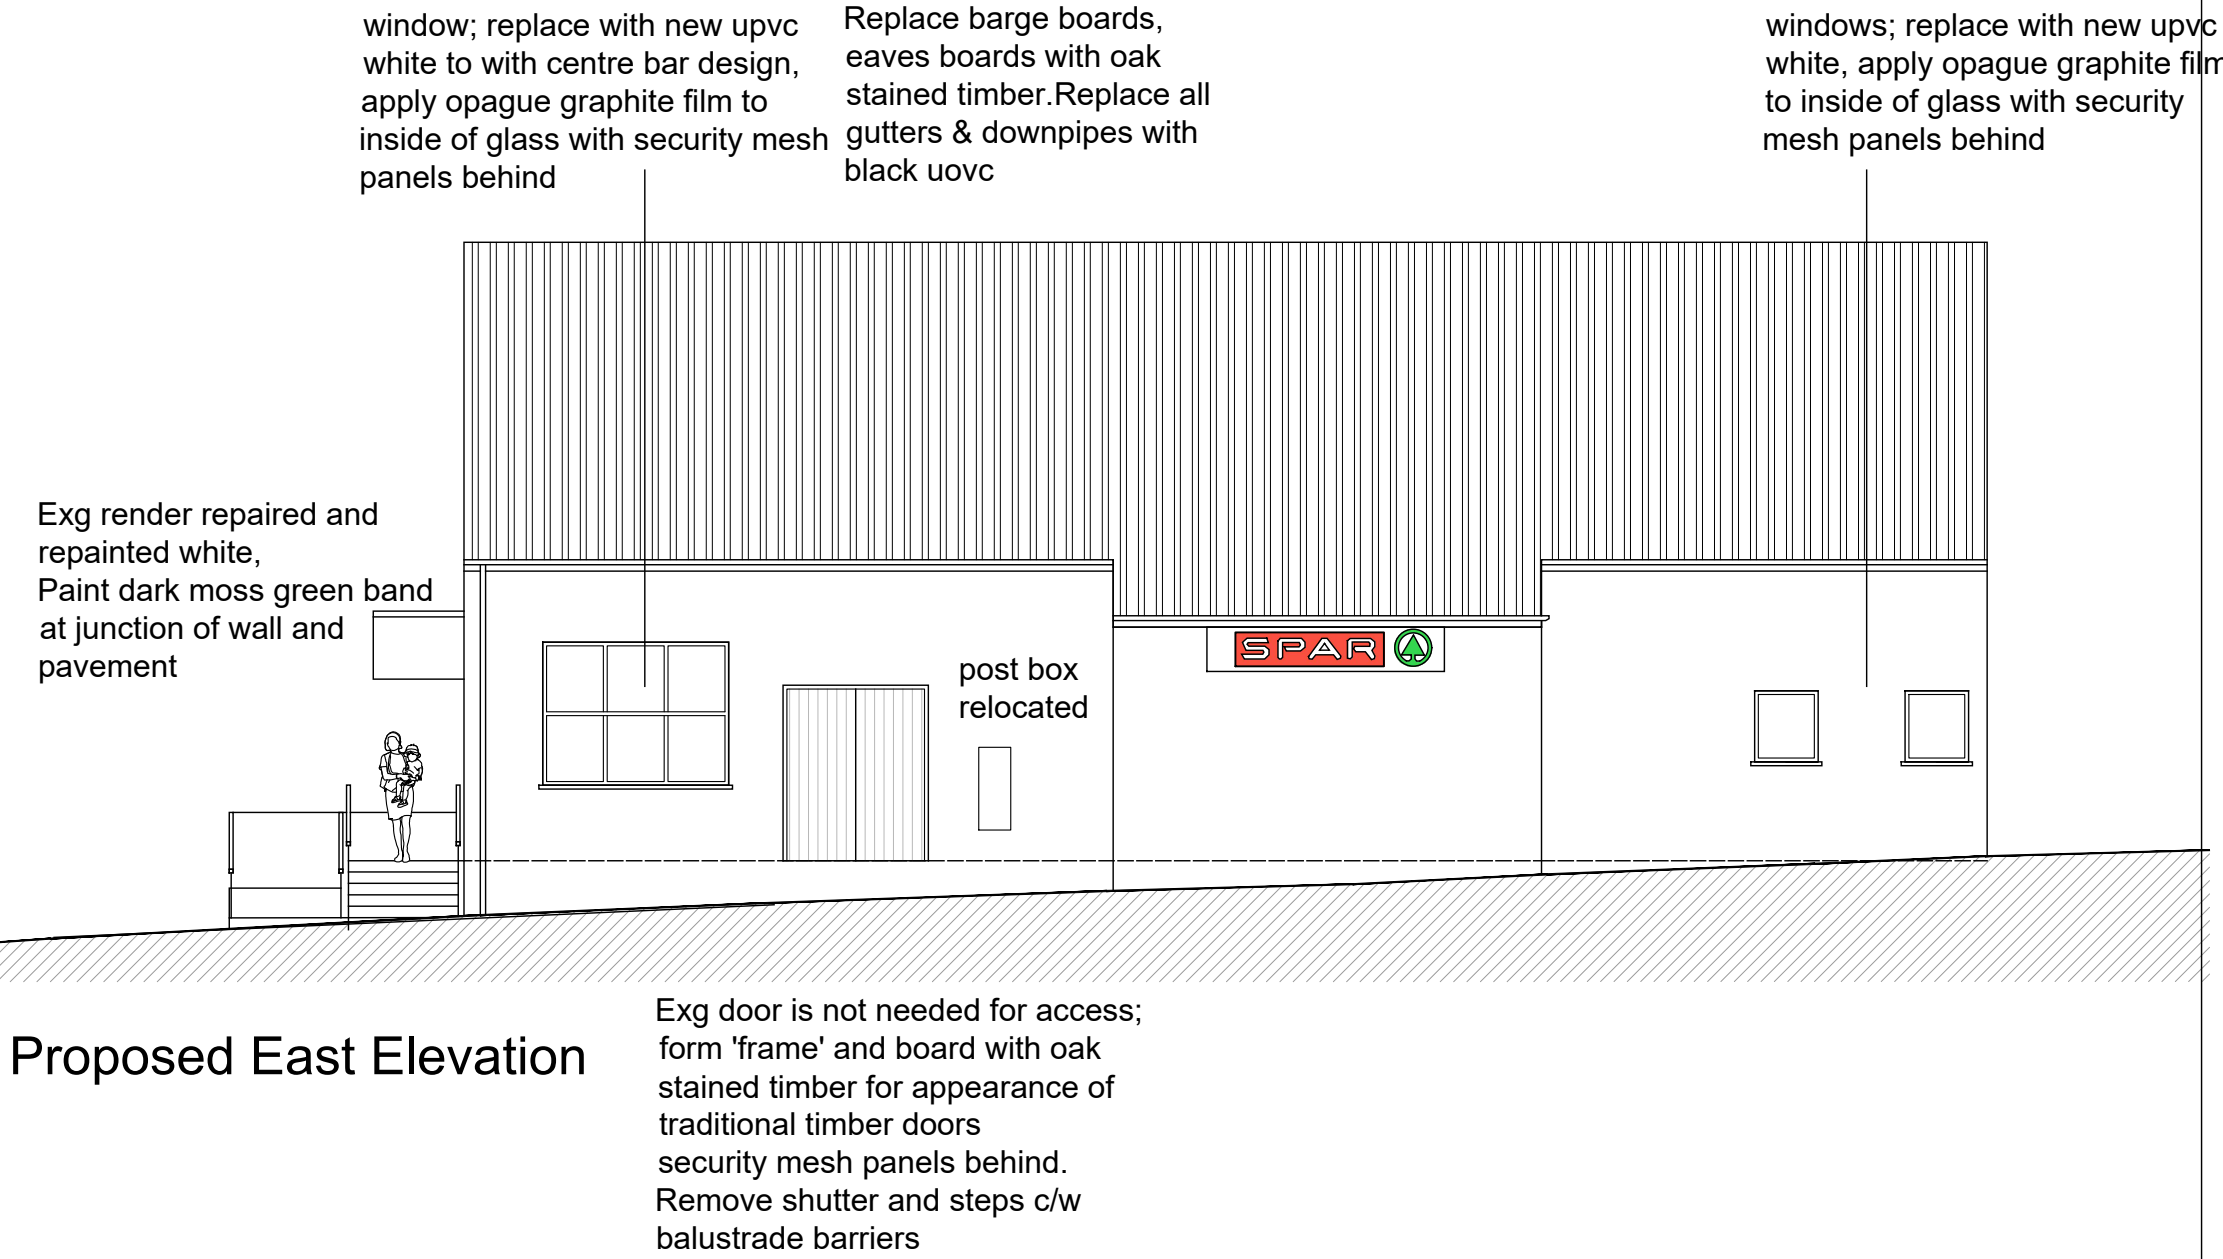 window; replace with new upvc
white to with centre bar design,
apply opague graphite film to
inside of glass with security mesh
panels behind
Replace barge boards,
eaves boards with oak
stained timber.Replace all
gutters & downpipes with
black uovc
windows; replace with new upvc
white, apply opague graphite film
to inside of glass with security
mesh panels behind
Exg render repaired and
repainted white,
Paint dark moss green band
at junction of wall and
pavement
SPAR
post box
relocated
Proposed East Elevation
Exg door is not needed for access;
form 'frame' and board with oak
stained timber for appearance of
traditional timber doors
security mesh panels behind.
Remove shutter and steps c/w
balustrade barriers